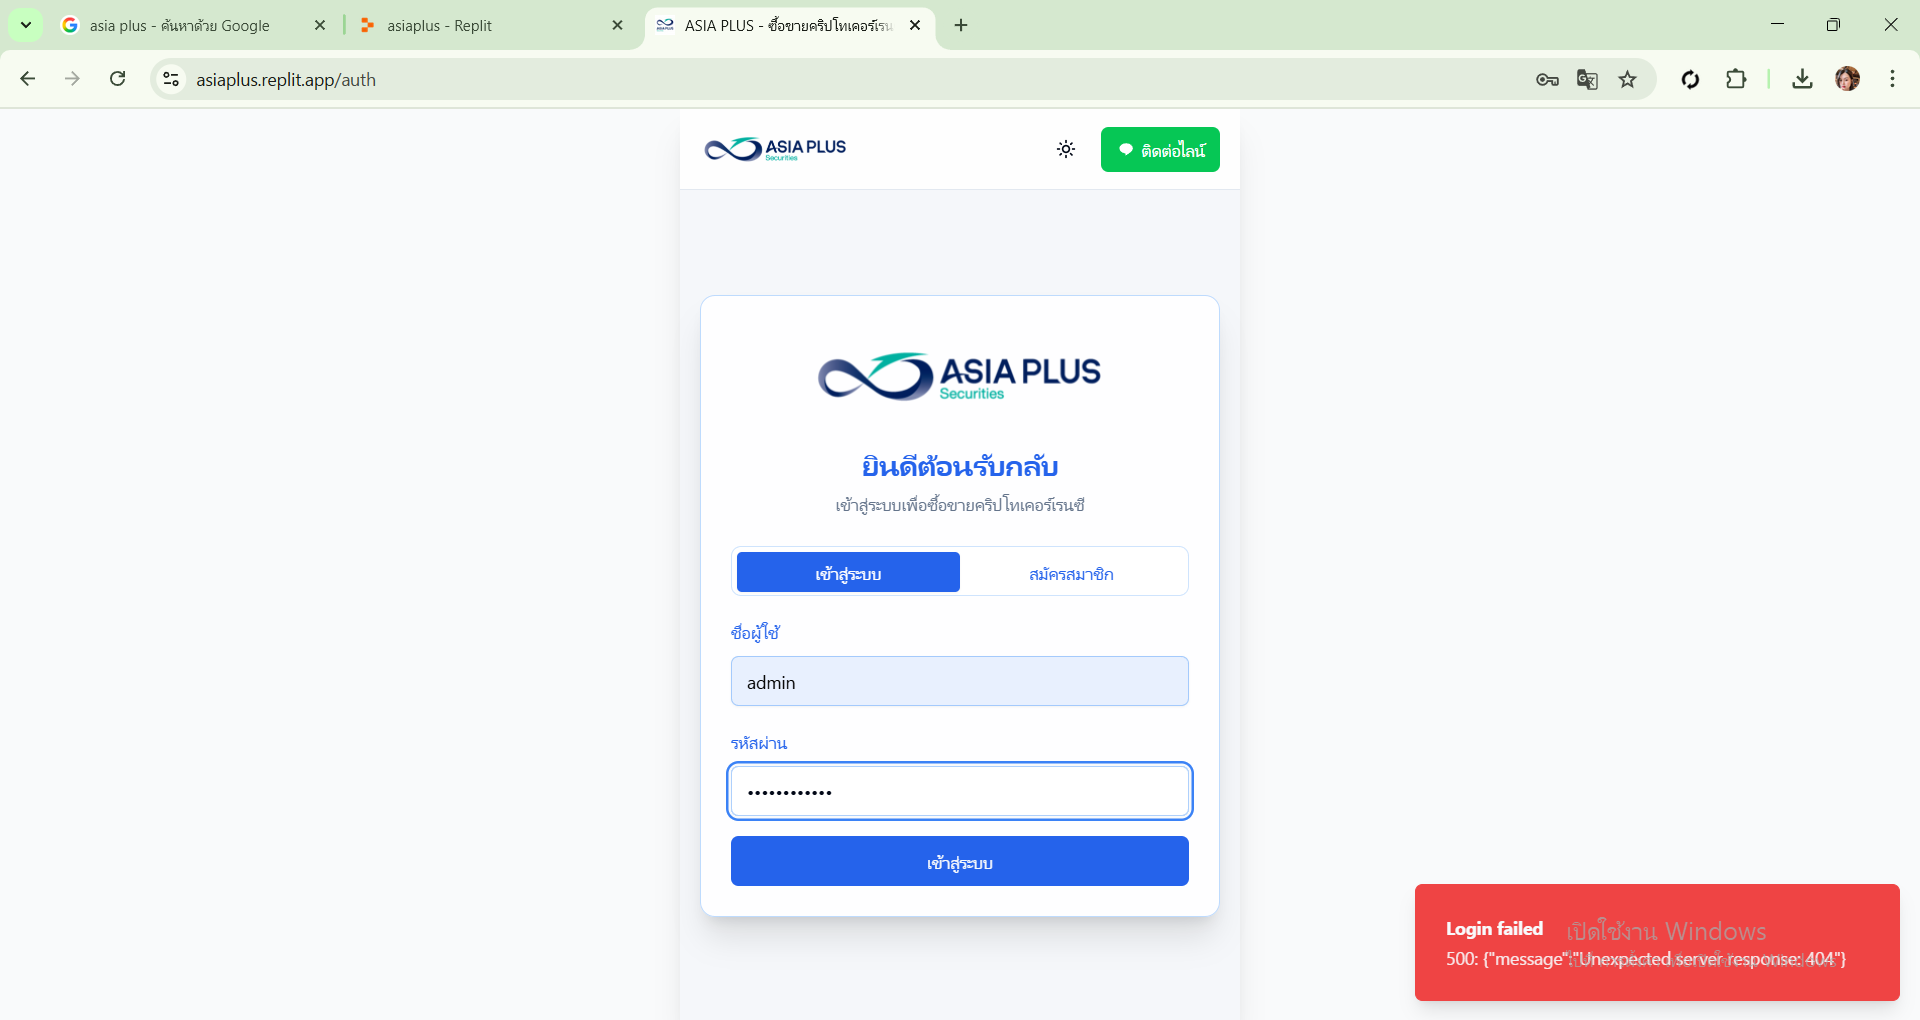 asia plus - ค้นหาด้วย Google
asiaplus - Replit
ASIA PLUS - ซื้อขายคริปโทเคอร์เรน
asiaplus.replit.app/auth
ASIA PLUS
Securities
ติดต่อไลน์
ASIA PLUS
Securities
ยินดีต้อนรับกลับ
เข้าสู่ระบบเพื่อซื้อขายคริปโทเคอร์เรนซี
เข้าสู่ระบบ
สมัครสมาชิก
ชื่อผู้ใช้
admin
รหัสผ่าน
••••••••••••
เข้าสู่ระบบ
Login failed
เปิดใช้งาน Windows
500: {"message":"Unexpected server response: 404"}